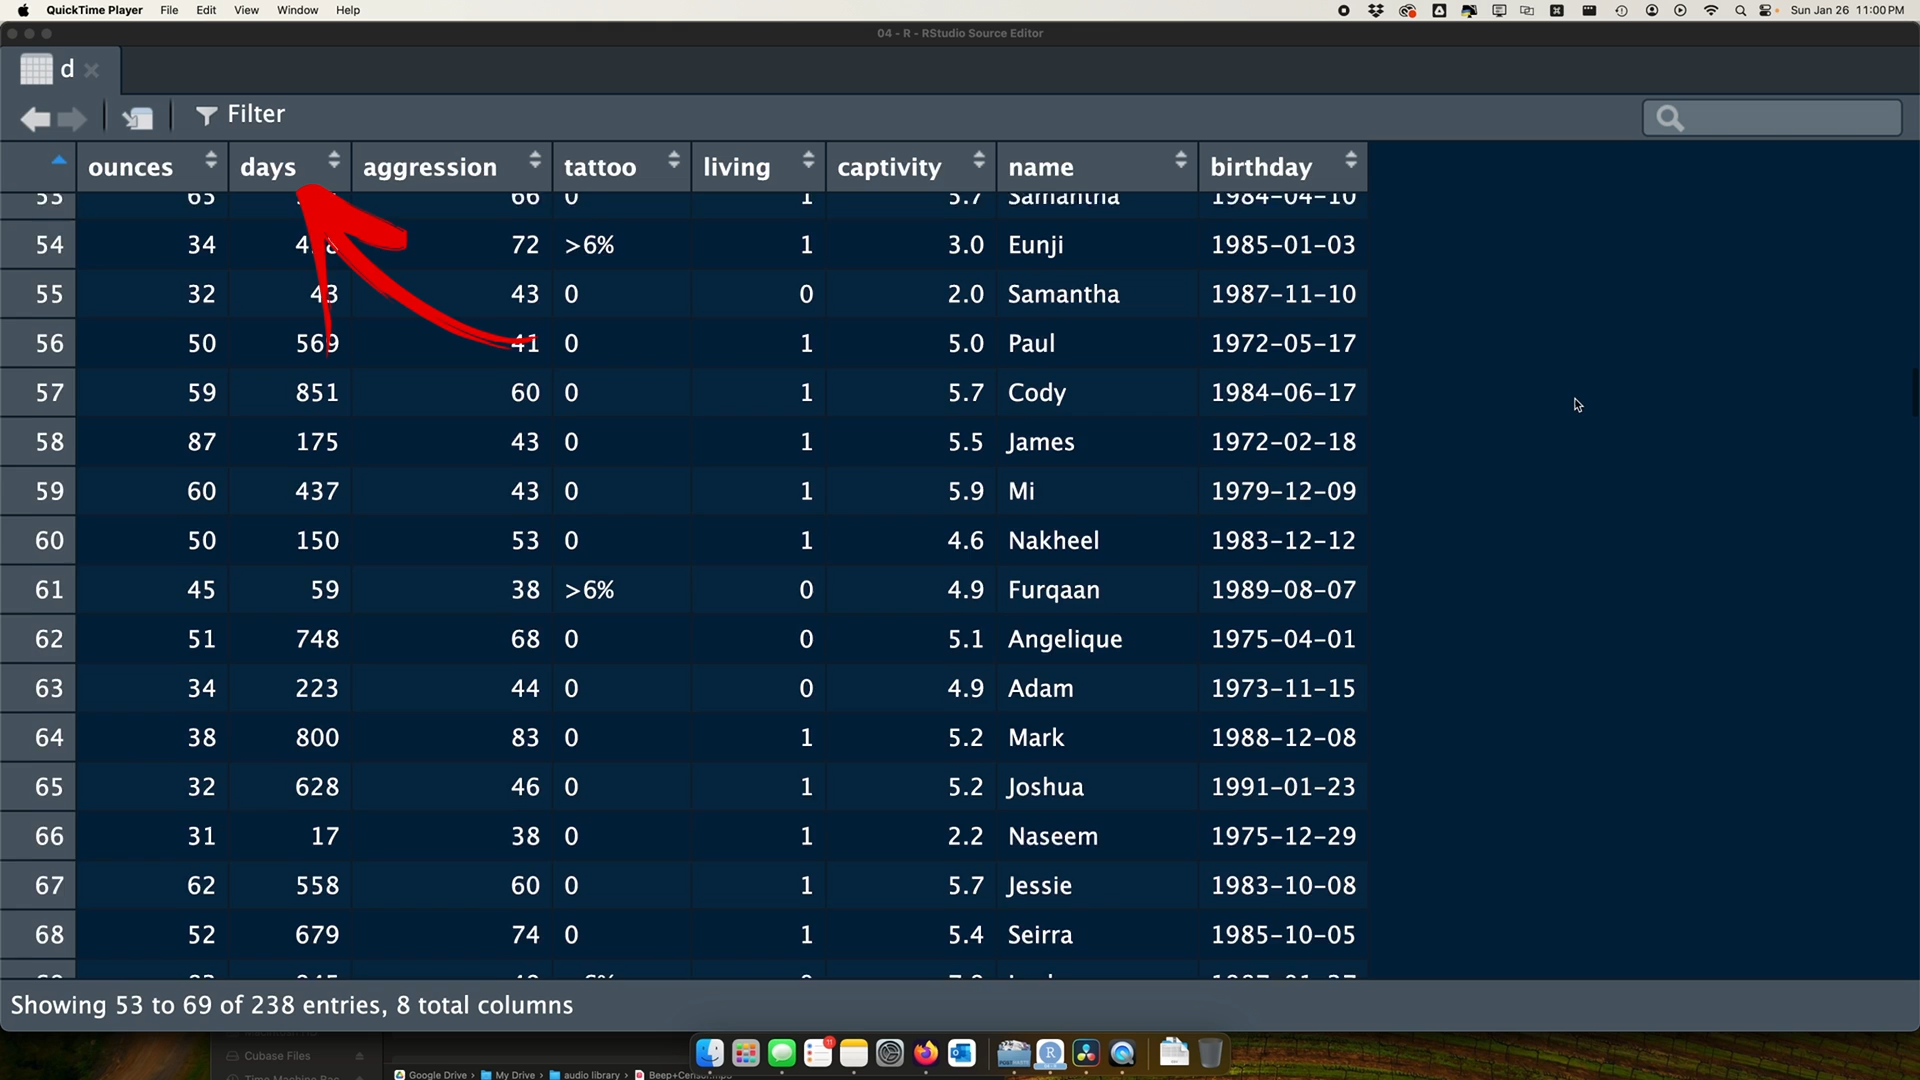 QuickTime Player File Edit View Window Help Sun Jan 26 11:00 PM
04 - R - RStudio Source Editor
d
Filter
ounces days aggression tattoo living captivity name birthday
53 65 66 0 1 5.7 Samantha 1984-04-10
54 34 72 >6% 1 3.0 Eunji 1985-01-03
55 32 43 43 0 0 2.0 Samantha 1987-11-10
56 50 569 41 0 1 5.0 Paul 1972-05-17
57 59 851 60 0 1 5.7 Cody 1984-06-17
58 87 175 43 0 1 5.5 James 1972-02-18
59 60 437 43 0 1 5.9 Mi 1979-12-09
60 50 150 53 0 1 4.6 Nakheel 1983-12-12
61 45 59 38 >6% 0 4.9 Furqaan 1989-08-07
62 51 748 68 0 0 5.1 Angelique 1975-04-01
63 34 223 44 0 0 4.9 Adam 1973-11-15
64 38 800 83 0 1 5.2 Mark 1988-12-08
65 32 628 46 0 1 5.2 Joshua 1991-01-23
66 31 17 38 0 1 2.2 Naseem 1975-12-29
67 62 558 60 0 1 5.7 Jessie 1983-10-08
68 52 679 74 0 1 5.4 Seirra 1985-10-05
Showing 53 to 69 of 238 entries, 8 total columns
11
Cubase Files
Google Drive › My Drive › audio library ›